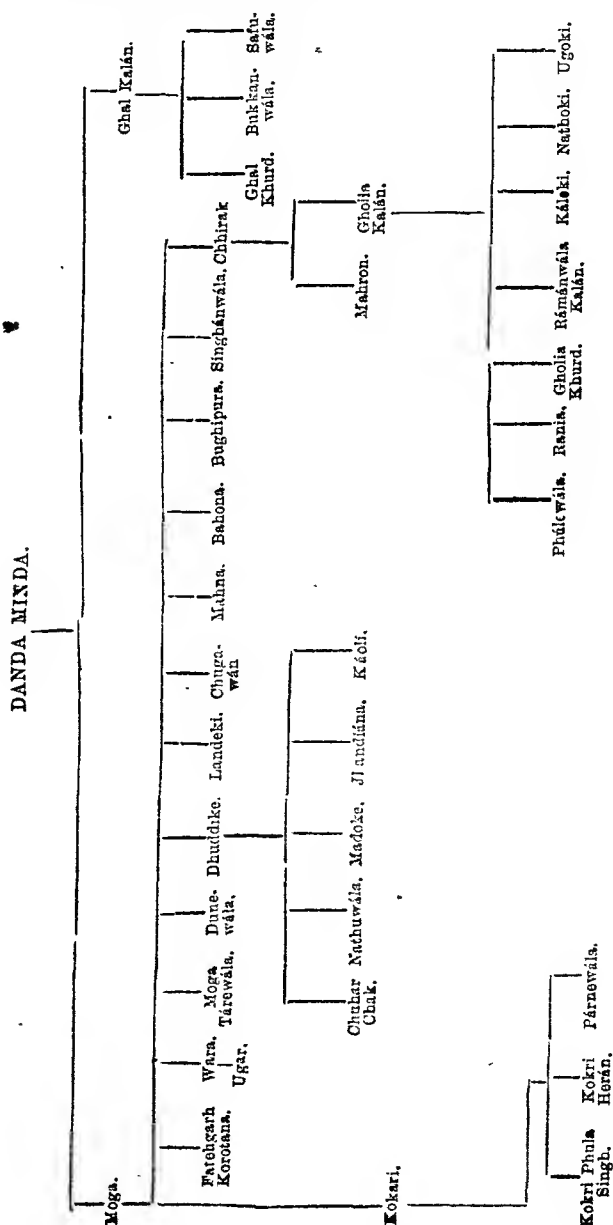 DANDA MINDA.
Moga.
Ghal Kalán.
Ghal
Khurd.
Bukkan-
wála.
Safu-
wála.
Fatehgarh
Korotana.
Wara.
Ugar.
Moga
Tárewála.
Dune-
wála.
Dhuddike.
Landeki.
Chuga-
wán
Mahna.
Bahona.
Bughipura.
Singhánwála.
Chhirak
Mahron.
Gholia
Kalán.
Kokari.
Chuhar
Chak.
Nathuwála.
Madoke.
Jhandiána.
Káoli.
Kokri Phula
Singh.
Kokri
Herán.
Párnewála.
Phúlewála.
Rania.
Gholia
Khurd.
Rámánwála
Kalán.
Káleki.
Nathoki.
Ugoki.